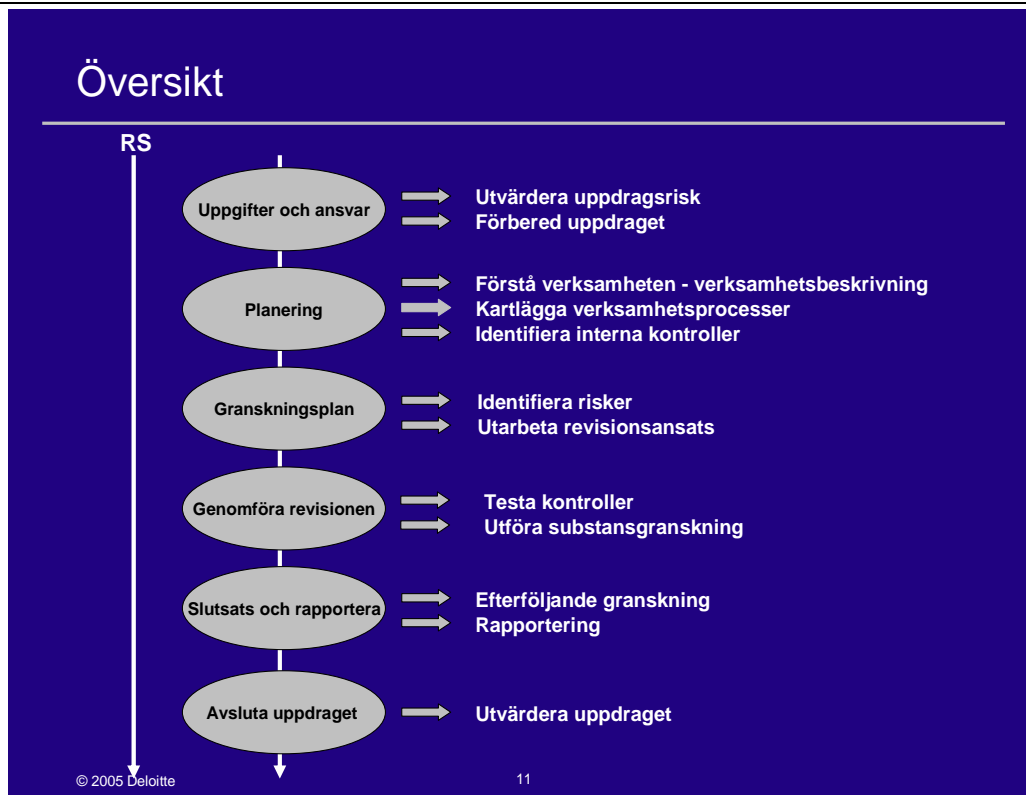 Översikt
RS
Uppgifter och ansvar
Utvärdera uppdragsrisk
Förbered uppdraget
Planering
Förstå verksamheten - verksamhetsbeskrivning
Kartlägga verksamhetsprocesser
Identifiera interna kontroller
Granskningsplan
Identifiera risker
Utarbeta revisionsansats
Genomföra revisionen
Testa kontroller
Utföra substansgranskning
Slutsats och rapportera
Efterföljande granskning
Rapportering
Avsluta uppdraget
Utvärdera uppdraget
© 2005 Deloitte
11